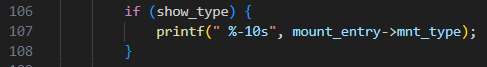 106 if (show_type) {
107 printf(" %-10s", mount_entry->mnt_type);
108 }